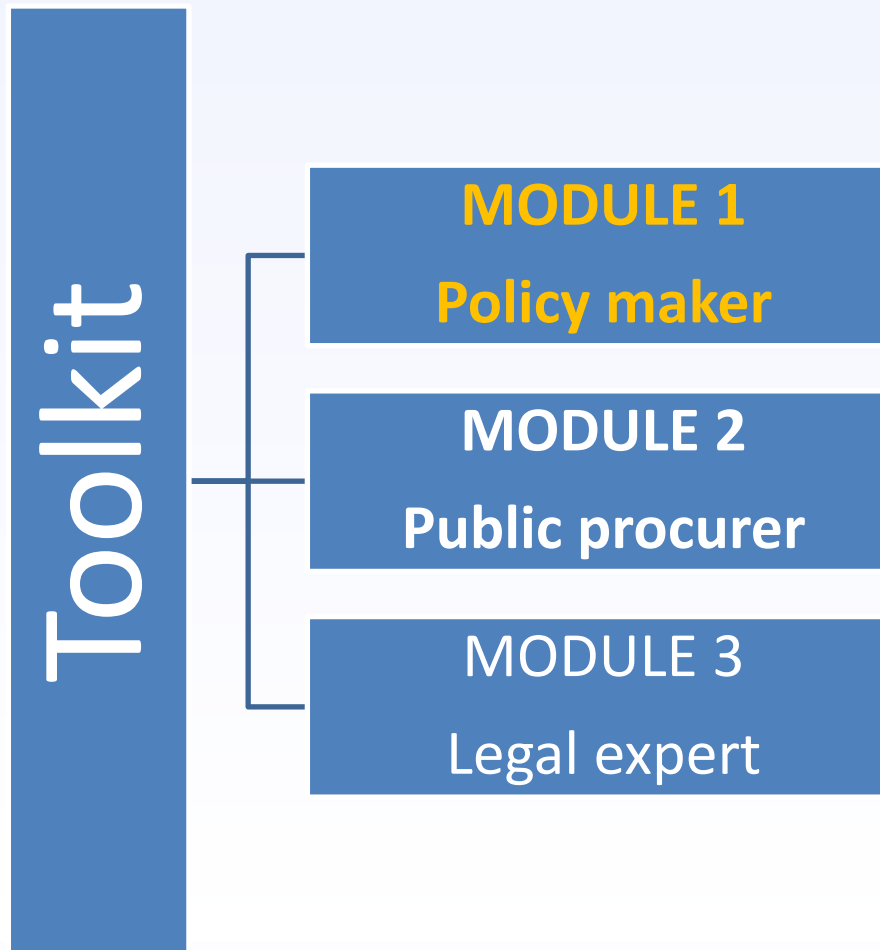 Toolkit
MODULE 1
Policy maker
MODULE 2
Public procurer
MODULE 3
Legal expert